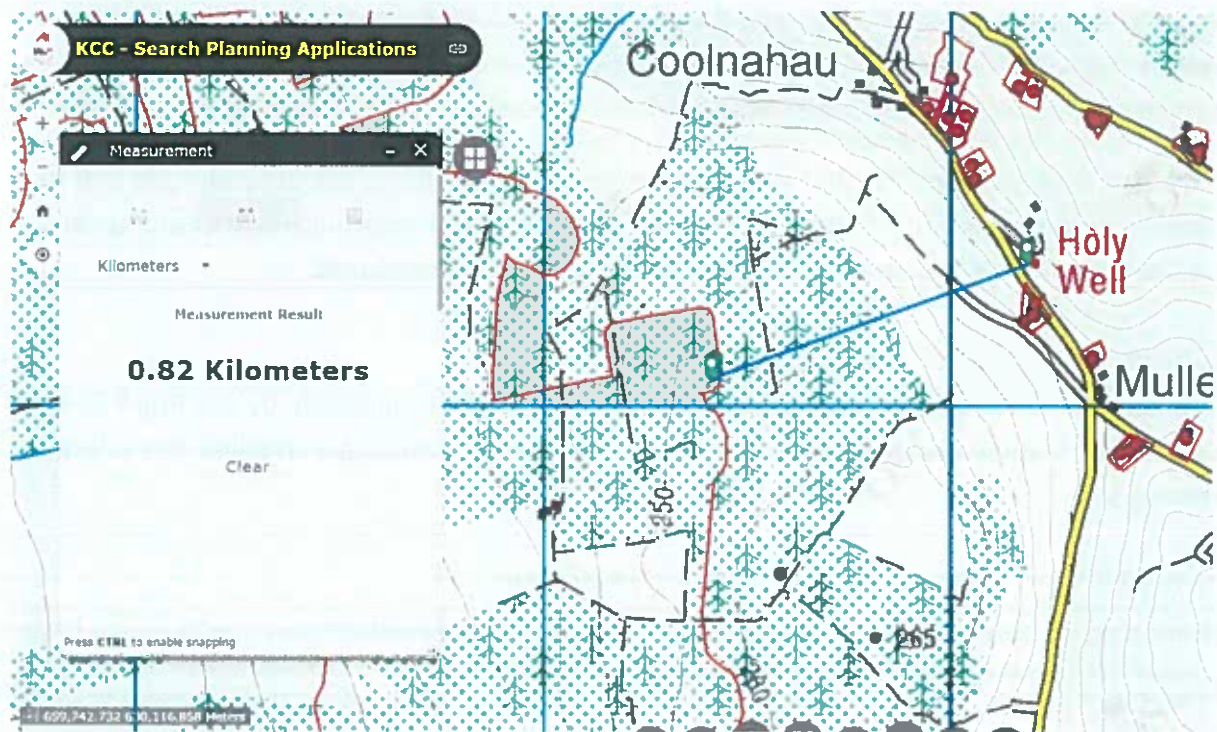 KCC - Search Planning Applications
Measurement
Kilometers
Measurement Result
0.82 Kilometers
Clear
Press CTRL to enable snapping
Coolnahau
Holy
Well
Mulle
250
265
280